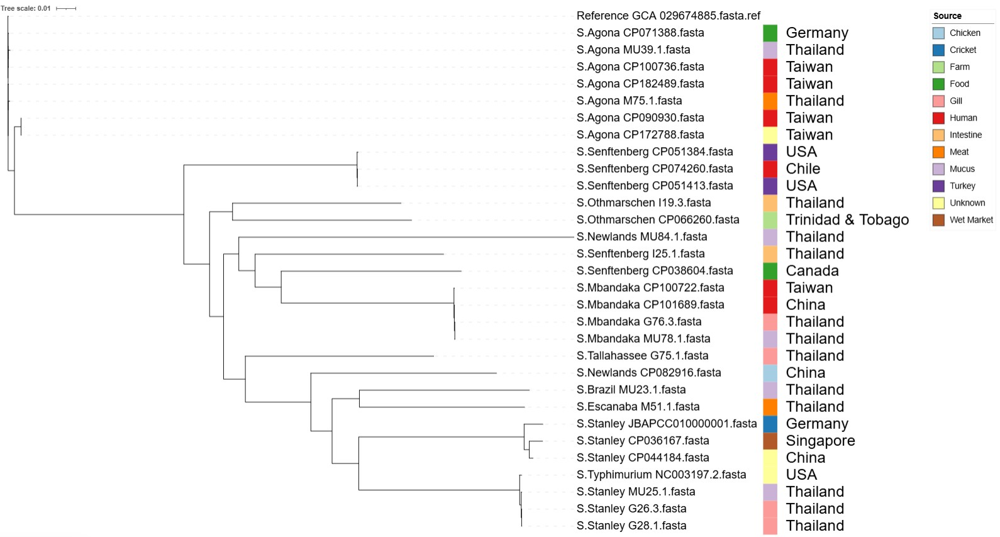 Tree scale: 0.01
Reference GCA 029674885.fasta.ref
S.Agona CP071388.fasta Germany
S.Agona MU39.1.fasta Thailand
S.Agona CP100736.fasta Taiwan
S.Agona CP182489.fasta Taiwan
S.Agona M75.1.fasta Thailand
S.Agona CP090930.fasta Taiwan
S.Agona CP172788.fasta Taiwan
S.Senftenberg CP051384.fasta USA
S.Senftenberg CP074260.fasta Chile
S.Senftenberg CP051413.fasta USA
S.Othmarschen I19.3.fasta Thailand
S.Othmarschen CP066260.fasta Trinidad & Tobago
S.Newlands MU84.1.fasta Thailand
S.Senftenberg I25.1.fasta Thailand
S.Senftenberg CP038604.fasta Canada
S.Mbandaka CP100722.fasta Taiwan
S.Mbandaka CP101689.fasta China
S.Mbandaka G76.3.fasta Thailand
S.Mbandaka MU78.1.fasta Thailand
S.Tallahassee G75.1.fasta Thailand
S.Newlands CP082916.fasta China
S.Brazil MU23.1.fasta Thailand
S.Escanaba M51.1.fasta Thailand
S.Stanley JBAPCC010000001.fasta Germany
S.Stanley CP036167.fasta Singapore
S.Stanley CP044184.fasta China
S.Typhimurium NC003197.2.fasta USA
S.Stanley MU25.1.fasta Thailand
S.Stanley G26.3.fasta Thailand
S.Stanley G28.1.fasta Thailand
Source
Chicken
Cricket
Farm
Food
Gill
Human
Intestine
Meat
Mucus
Turkey
Unknown
Wet Market